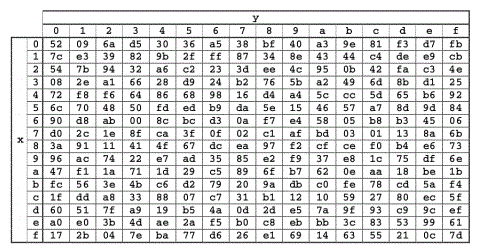 y
0 1 2 3 4 5 6 7 8 9 a b c d e f
x
0 52 09 6a d5 30 36 a5 38 bf 40 a3 9e 81 f3 d7 fb
1 7c e3 39 82 9b 2f ff 87 34 8e 43 44 c4 de e9 cb
2 54 7b 94 32 a6 c2 23 3d ee 4c 95 0b 42 fa c3 4e
3 08 2e a1 66 28 d9 24 b2 76 5b a2 49 6d 8b d1 25
4 72 f8 f6 64 86 68 98 16 d4 a4 5c cc 5d 65 b6 92
5 6c 70 48 50 fd ed b9 da 5e 15 46 57 a7 8d 9d 84
6 90 d8 ab 00 8c bc d3 0a f7 e4 58 05 b8 b3 45 06
7 d0 2c 1e 8f ca 3f 0f 02 c1 af bd 03 01 13 8a 6b
8 3a 91 11 41 4f 67 dc ea 97 f2 cf ce f0 b4 e6 73
9 96 ac 74 22 e7 ad 35 85 e2 f9 37 e8 1c 75 df 6e
a 47 f1 1a 71 1d 29 c5 89 6f b7 62 0e aa 18 be 1b
b fc 56 3e 4b c6 d2 79 20 9a db c0 fe 78 cd 5a f4
c 1f dd a8 33 88 07 c7 31 b1 12 10 59 27 80 ec 5f
d 60 51 7f a9 19 b5 4a 0d 2d e5 7a 9f 93 c9 9c ef
e a0 e0 3b 4d ae 2a f5 b0 c8 eb bb 3c 83 53 99 61
f 17 2b 04 7e ba 77 d6 26 e1 69 14 63 55 21 0c 7d